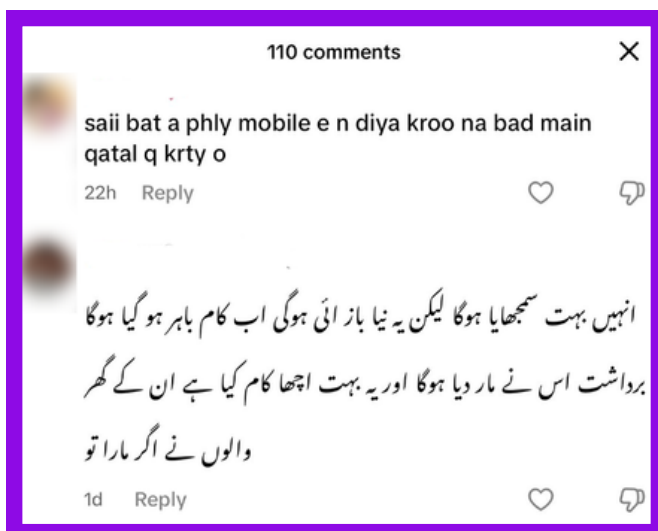 110 comments
saii bat a phly mobile e n diya kroo na bad main
qatal q krty o
22h Reply
انہیں بہت سمجھایا ہوگا لیکن یہ نیا باز ائی ہوگی اب کام باہر ہو گیا ہوگا
برداشت اس نے مار دیا ہوگا اور یہ بہت اچھا کام کیا ہے ان کے گھر
والوں نے اگر مارا تو
1d Reply